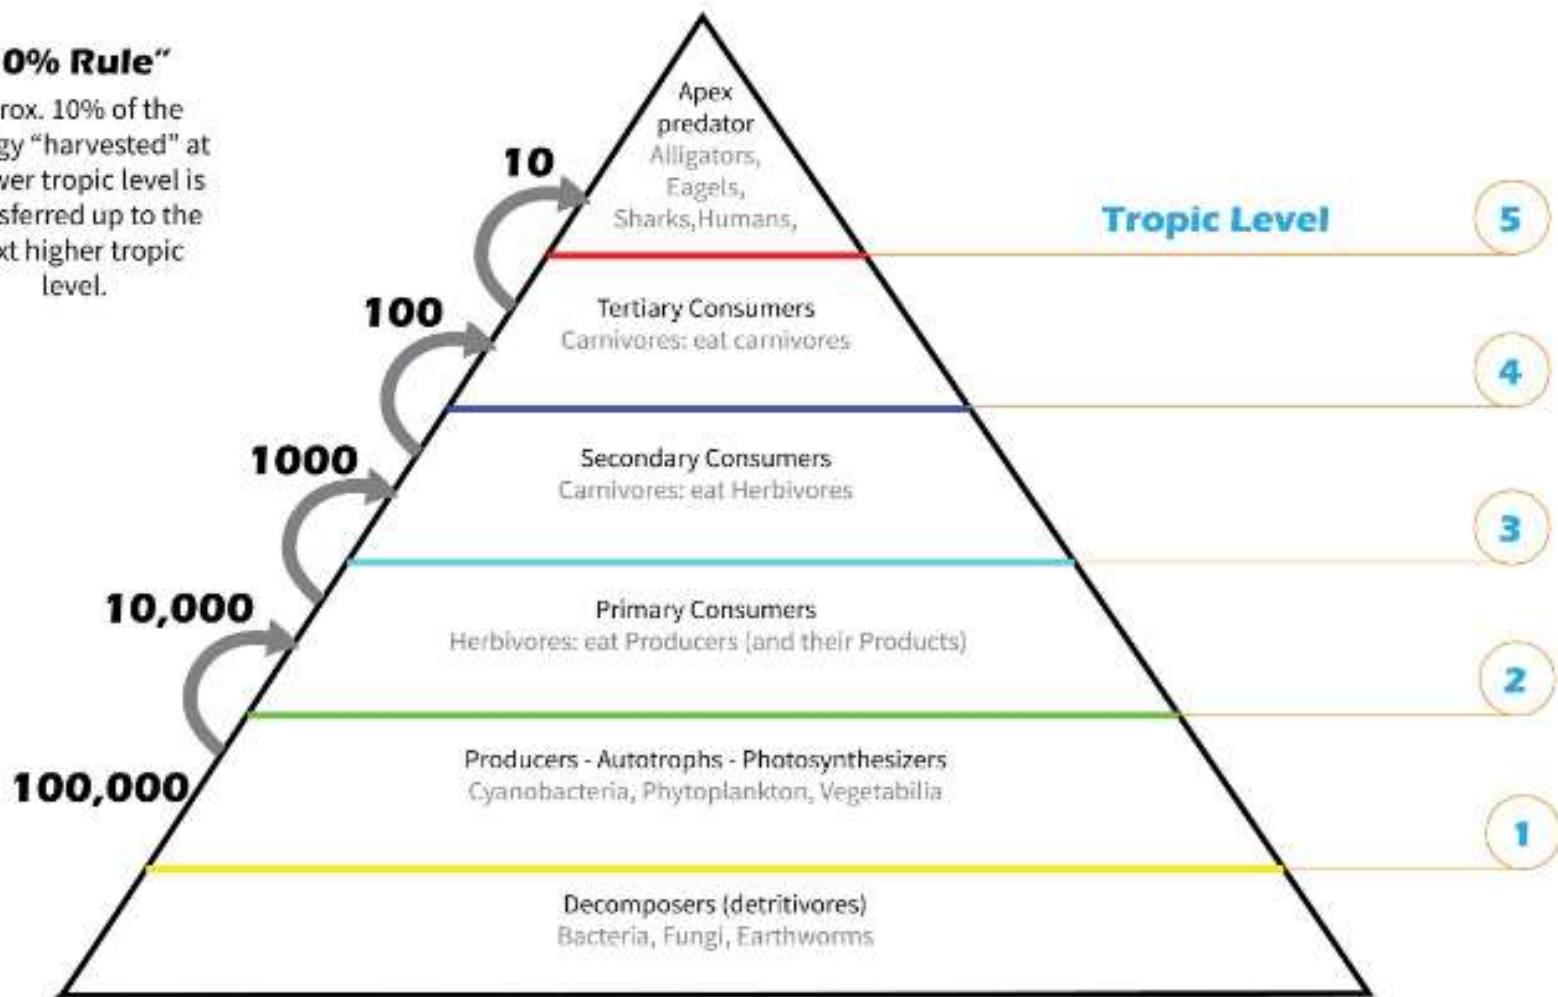 0% Rule”
rox. 10% of the
gy “harvested” at
wer tropic level is
sferred up to the
xt higher tropic
level.
Apex
predator
Alligators,
Eagels,
Sharks,Humans,
10
Tropic Level
5
100
Tertiary Consumers
Carnivores: eat carnivores
4
1000
Secondary Consumers
Carnivores: eat Herbivores
3
10,000
Primary Consumers
Herbivores: eat Producers (and their Products)
2
100,000
Producers - Autotrophs - Photosynthesizers
Cyanobacteria, Phytoplankton, Vegetabilia
1
Decomposers (detritivores)
Bacteria, Fungi, Earthworms